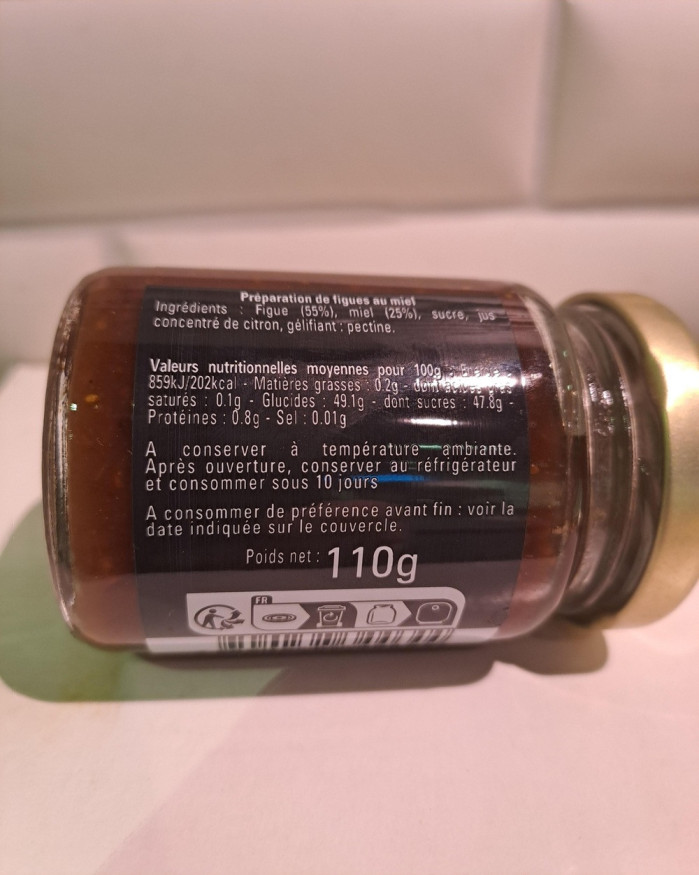 Préparation de figues au miel
Ingrédients : Figue (55%), miel (25%), sucre, jus
concentré de citron, gélifiant : pectine.
Valeurs nutritionnelles moyennes pour 100g
859kJ/202kcal - Matières grasses : 0.2g - dont
saturés : 0.1g - Glucides : 49.1g - dont sucres : 47.8g -
Protéines : 0.8g - Sel : 0.01g
A conserver à température ambiante.
Après ouverture, conserver au réfrigérateur
et consommer sous 10 jours
A consommer de préférence avant fin : voir la
date indiquée sur le couvercle.
Poids net : 110g
FR